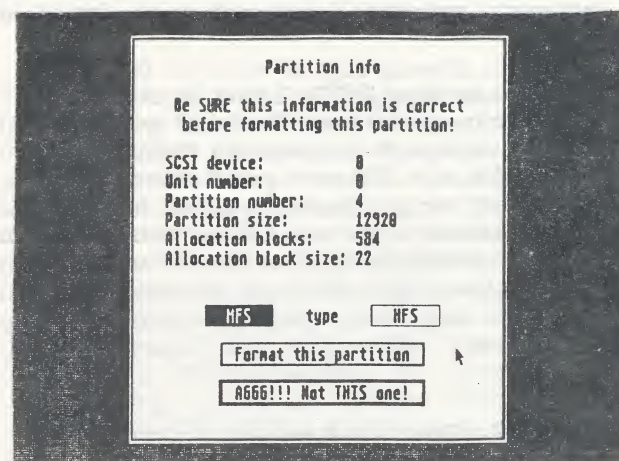 Partition info
Be SURE this information is correct
before formatting this partition!
SCSI device: 0
Unit number: 0
Partition number: 4
Partition size: 12920
Allocation blocks: 584
Allocation block size: 22
MFS type HFS
Format this partition
AGGG!!! Not THIS one!